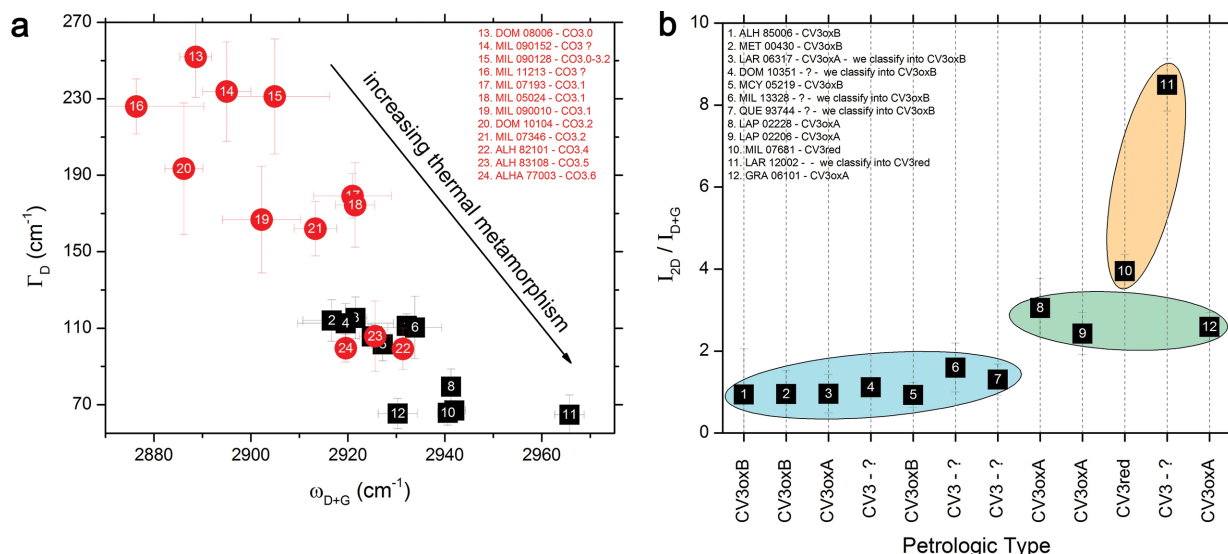 a
270
230
190
150
110
70
ΓD (cm-1)
2880
2900
2920
2940
2960
ωD+G (cm-1)
increasing thermal metamorphism
13. DOM 08006 - CO3.0
14. MIL 090152 - CO3 ?
15. MIL 090128 - CO3.0-3.2
16. MIL 11213 - CO3 ?
17. MIL 07193 - CO3.1
18. MIL 05024 - CO3.1
19. MIL 090010 - CO3.1
20. DOM 10104 - CO3.2
21. MIL 07346 - CO3.2
22. ALH 82101 - CO3.4
23. ALH 83108 - CO3.5
24. ALHA 77003 - CO3.6
13
14
15
16
20
17
18
19
21
2
4
3
6
23
5
24
22
8
12
10
11
b
10
8
6
4
2
0
I2D / ID+G
1. ALH 85006 - CV3oxB
2. MET 00430 - CV3oxB
3. LAR 06317 - CV3oxA - we classify into CV3oxB
4. DOM 10351 - ? - we classify into CV3oxB
5. MCY 05219 - CV3oxB
6. MIL 13328 - ? - we classify into CV3oxB
7. QUE 93744 - ? - we classify into CV3oxB
8. LAP 02228 - CV3oxA
9. LAP 02206 - CV3oxA
10. MIL 07681 - CV3red
11. LAR 12002 - - we classify into CV3red
12. GRA 06101 - CV3oxA
11
10
8
9
12
1
2
3
4
5
6
7
CV3oxB
CV3oxB
CV3oxA
CV3 - ?
CV3oxB
CV3 - ?
CV3 - ?
CV3oxA
CV3oxA
CV3red
CV3 - ?
CV3oxA
Petrologic Type